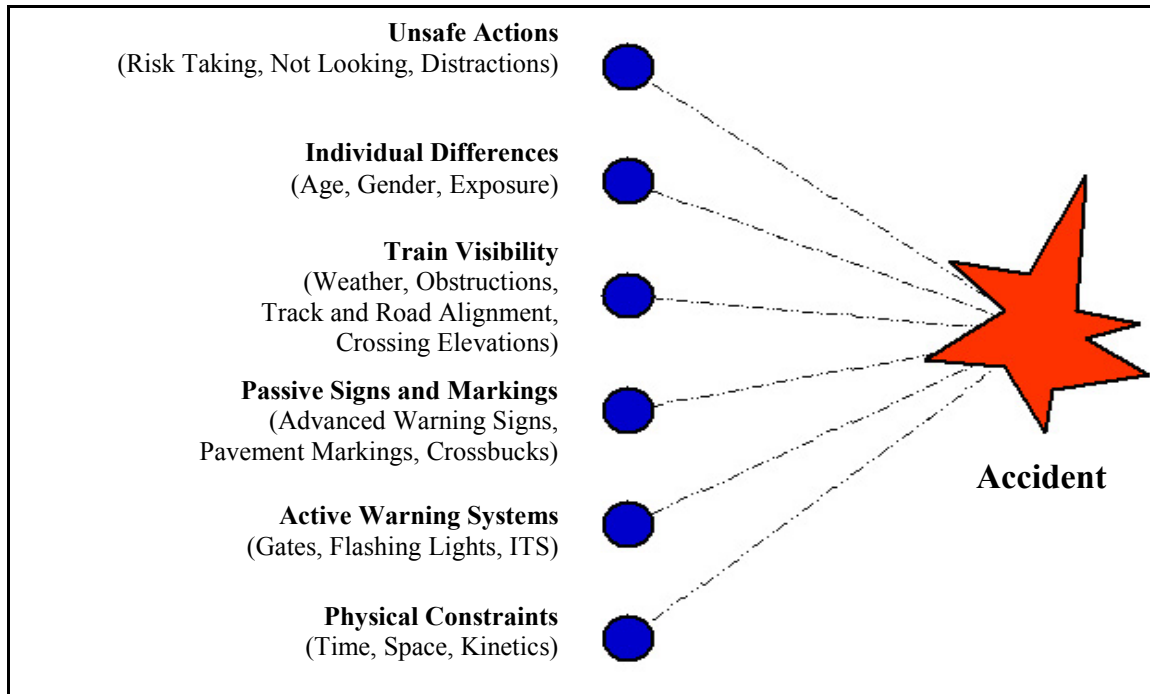 Unsafe Actions
(Risk Taking, Not Looking, Distractions)
Individual Differences
(Age, Gender, Exposure)
Train Visibility
(Weather, Obstructions,
Track and Road Alignment,
Crossing Elevations)
Passive Signs and Markings
(Advanced Warning Signs,
Pavement Markings, Crossbucks)
Accident
Active Warning Systems
(Gates, Flashing Lights, ITS)
Physical Constraints
(Time, Space, Kinetics)